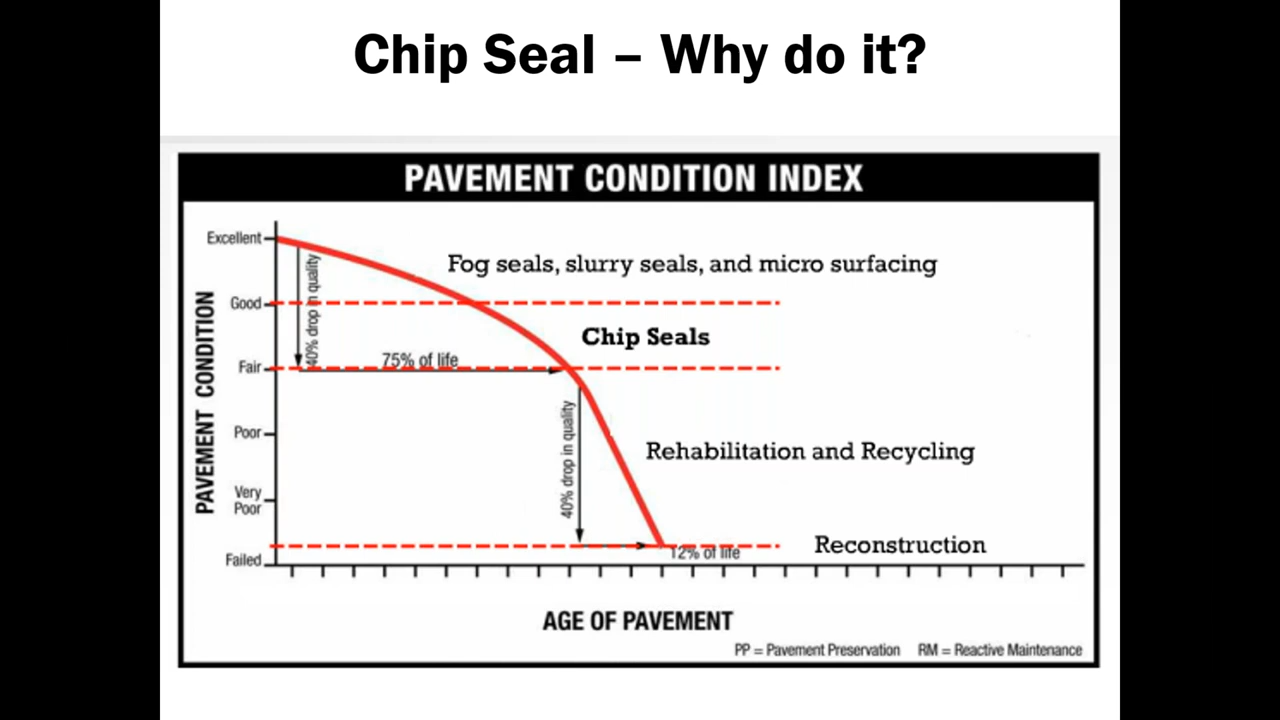 Chip Seal – Why do it?
PAVEMENT CONDITION INDEX
Excellent
Fog seals, slurry seals, and micro surfacing
40% drop in quality
Good
Chip Seals
75% of life
Fair
PAVEMENT CONDITION
40% drop in quality
Poor
Rehabilitation and Recycling
Very
Poor
Reconstruction
12% of life
Failed
AGE OF PAVEMENT
PP = Pavement Preservation RM = Reactive Maintenance